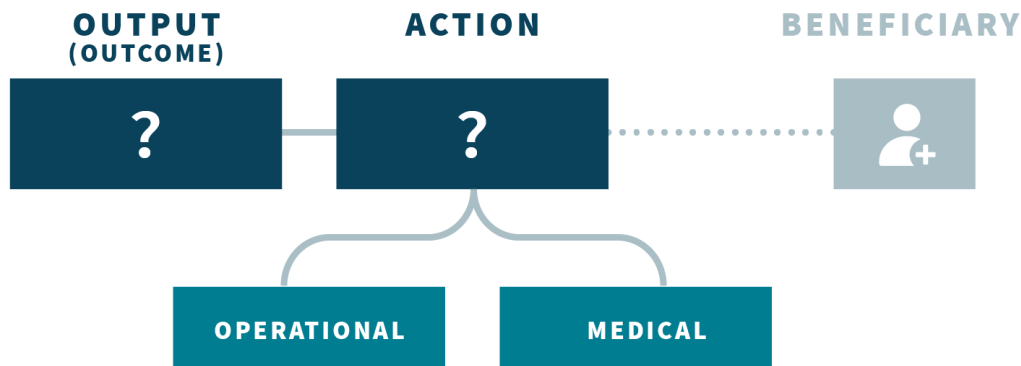 OUTPUT
(OUTCOME)
ACTION
BENEFICIARY
?
?
OPERATIONAL
MEDICAL